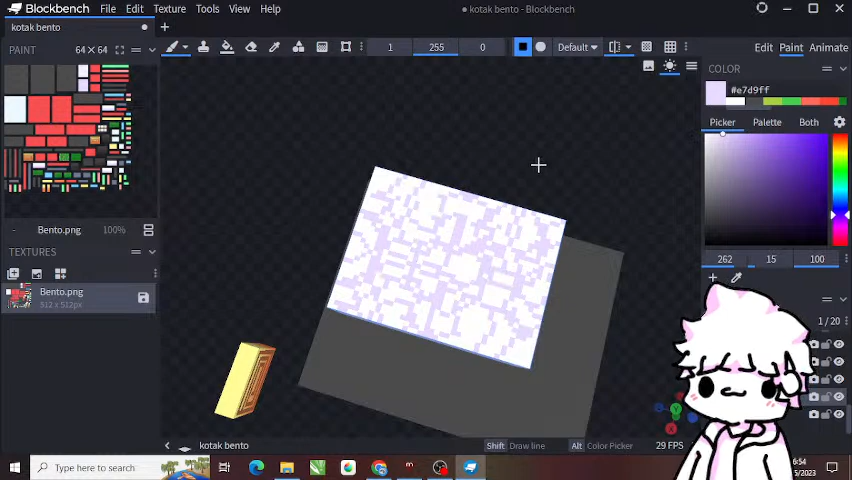 Blockbench File Edit Texture Tools View Help
kotak bento - Blockbench
kotak bento
PAINT 64 × 64
1 255 0 Default
Edit Paint Animate
COLOR
#e7d9ff
Picker Palette Both
Bento.png 100%
TEXTURES
Bento.png
512 x 512px
262 15 100
1 / 20
kotak bento
Shift Draw line Alt Color Picker 29 FPS
Type here to search